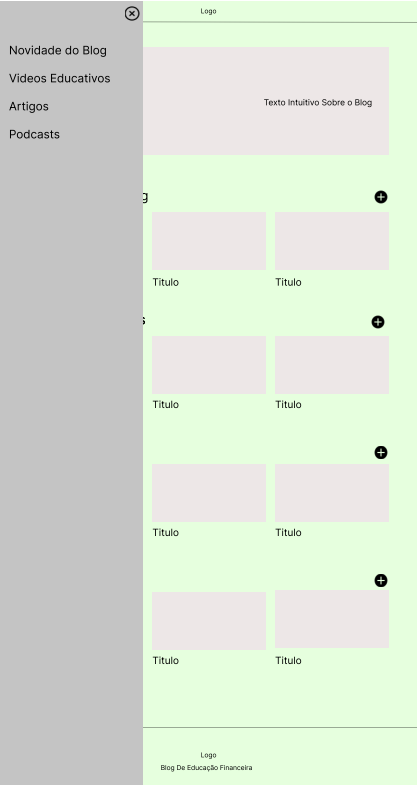 Logo
Novidade do Blog
Videos Educativos
Artigos
Podcasts
Texto Intuitivo Sobre o Blog
g
Titulo
Titulo
s
Titulo
Titulo
Titulo
Titulo
Titulo
Titulo
Logo
Blog De Educação Financeira